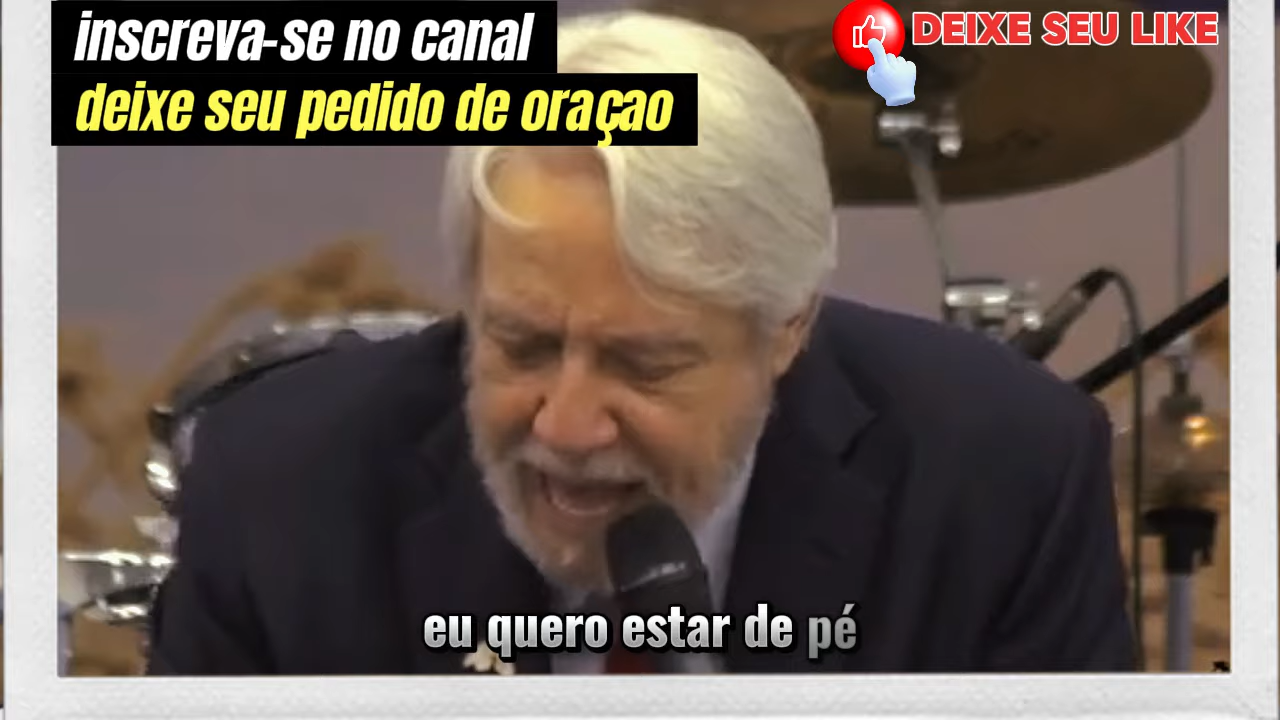 inscreva-se no canal
deixe seu pedido de oraçao
DEIXE SEU LIKE
eu quero estar de pé